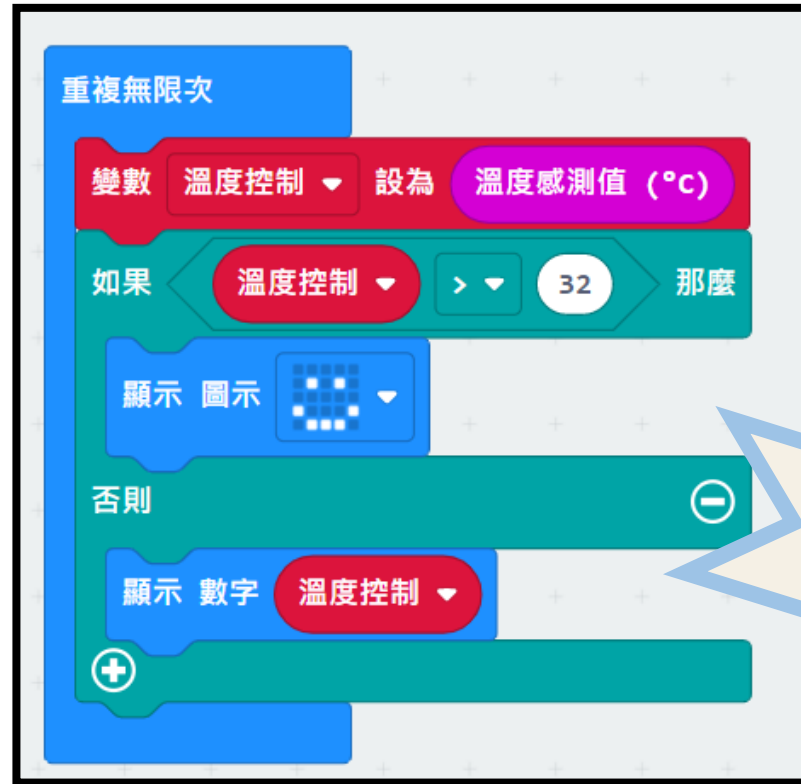 重複無限次
變數 溫度控制 設為 溫度感測值 (°C)
如果 溫度控制 > 32 那麼
顯示 圖示
否則
顯示 數字 溫度控制